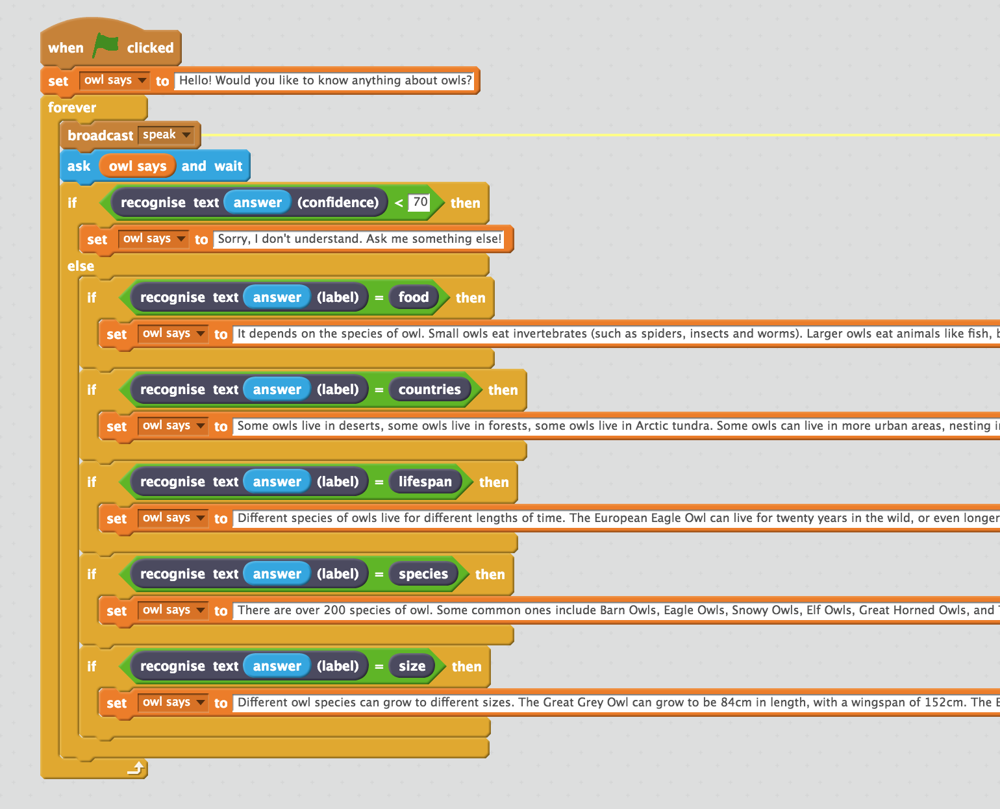 when clicked
set owl says to Hello! Would you like to know anything about owls?
forever
broadcast speak
ask owl says and wait
if recognise text answer (confidence) < 70 then
set owl says to Sorry, I don't understand. Ask me something else!
else
if recognise text answer (label) = food then
set owl says to It depends on the species of owl. Small owls eat invertebrates (such as spiders, insects and worms). Larger owls eat animals like fish,
if recognise text answer (label) = countries then
set owl says to Some owls live in deserts, some owls live in forests, some owls live in Arctic tundra. Some owls can live in more urban areas, nesting
if recognise text answer (label) = lifespan then
set owl says to Different species of owls live for different lengths of time. The European Eagle Owl can live for twenty years in the wild, or even longer
if recognise text answer (label) = species then
set owl says to There are over 200 species of owl. Some common ones include Barn Owls, Eagle Owls, Snowy Owls, Elf Owls, Great Horned Owls, and
if recognise text answer (label) = size then
set owl says to Different owl species can grow to different sizes. The Great Grey Owl can grow to be 84cm in length, with a wingspan of 152cm. The